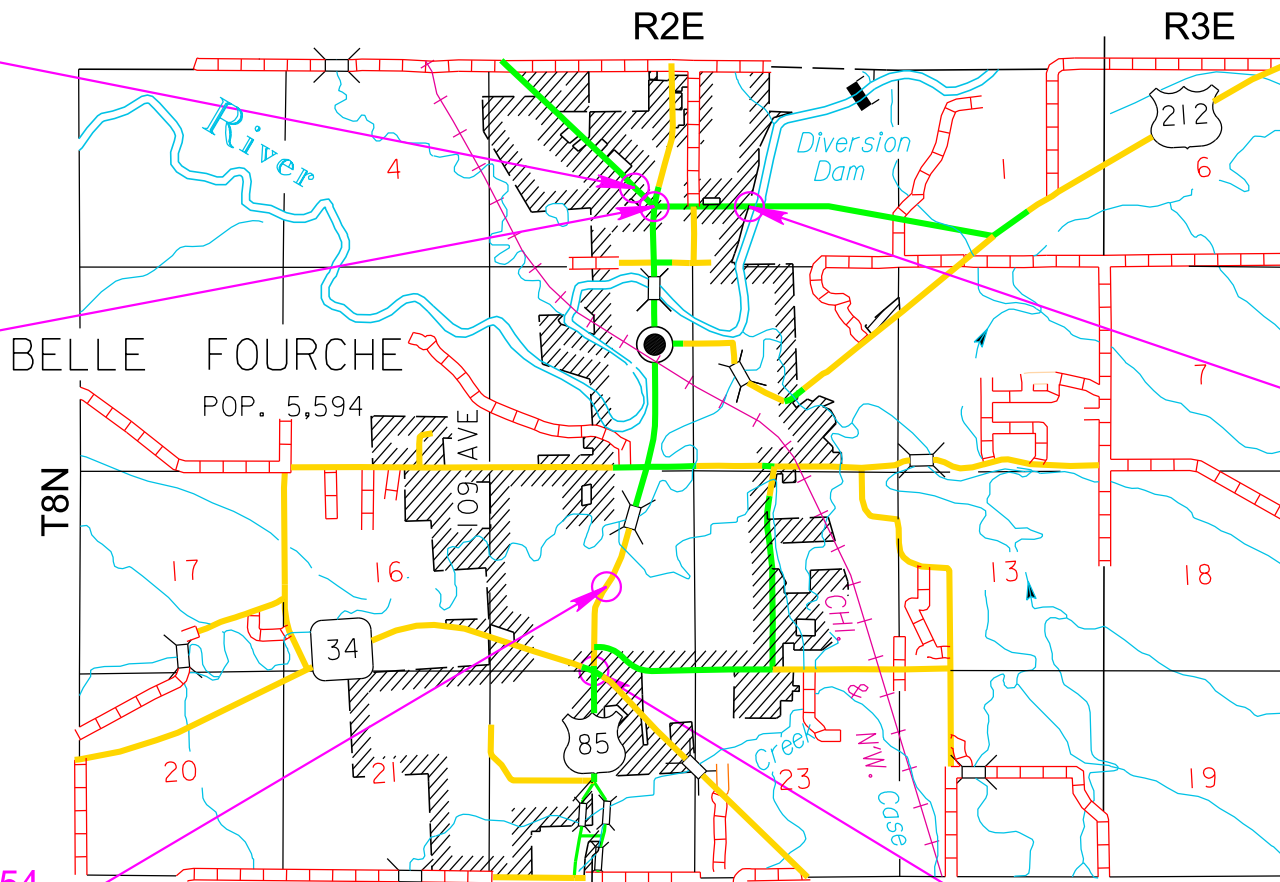 R2E
R3E
River
4
Diversion
Dam
1
212
6
BELLE FOURCHE
POP. 5,594
7
109 AVE
T8N
17
16
13
18
34
CHI. & N'W.
85
20
21
Creek
23
Case
19
54